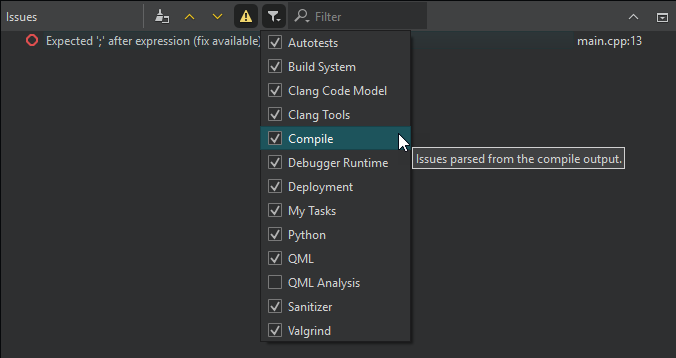 Issues
Filter
Expected ';' after expression (fix available)
main.cpp:13
Autotests
Build System
Clang Code Model
Clang Tools
Compile
Issues parsed from the compile output.
Debugger Runtime
Deployment
My Tasks
Python
QML
QML Analysis
Sanitizer
Valgrind